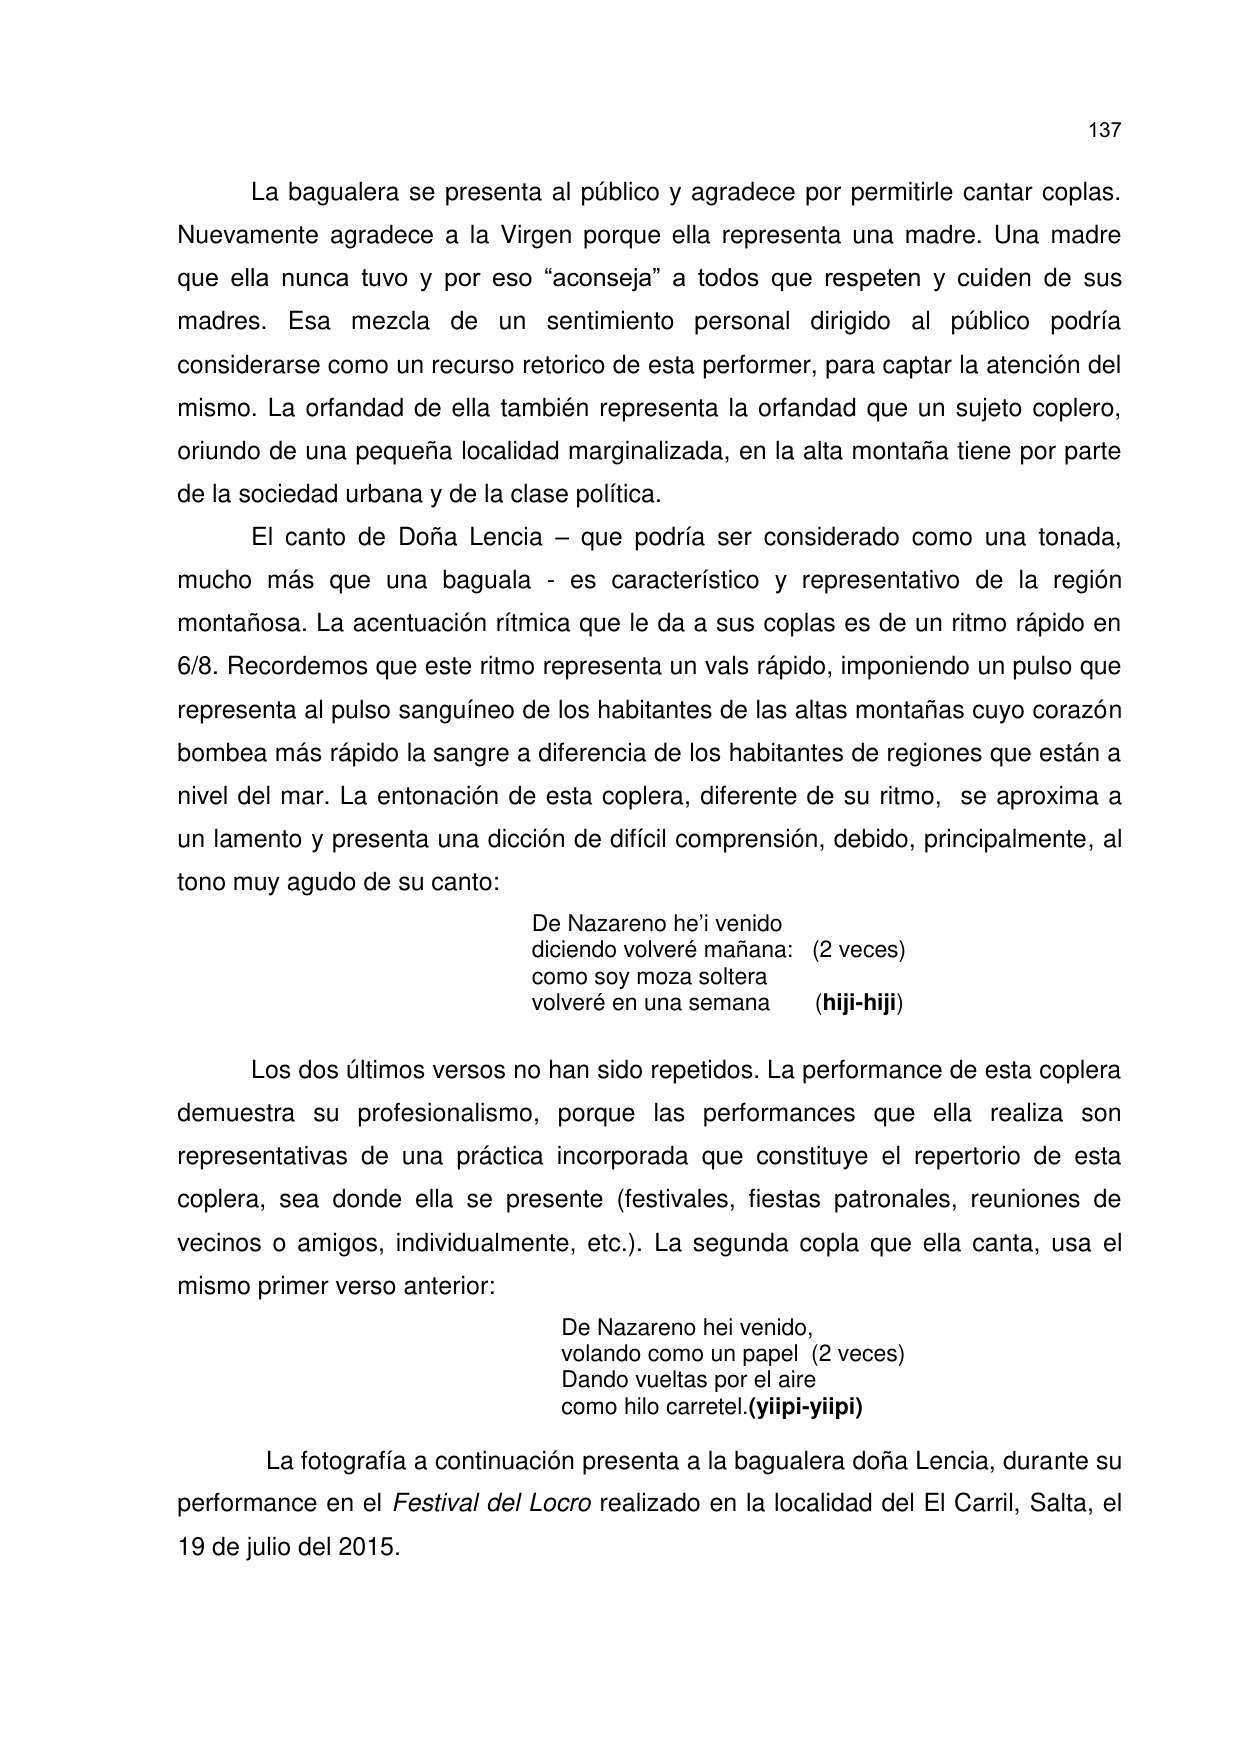 137
La bagualera se presenta al público y agradece por permitirle cantar coplas.
Nuevamente agradece a la Virgen porque ella representa una madre. Una madre
que ella nunca tuvo y por eso “aconseja” a todos que respeten y cuiden de sus
madres. Esa mezcla de un sentimiento personal dirigido al público podría
considerarse como un recurso retorico de esta performer, para captar la atención del
mismo. La orfandad de ella también representa la orfandad que un sujeto coplero,
oriundo de una pequeña localidad marginalizada, en la alta montaña tiene por parte
de la sociedad urbana y de la clase política.
El canto de Doña Lencia – que podría ser considerado como una tonada,
mucho más que una baguala - es característico y representativo de la región
montañosa. La acentuación rítmica que le da a sus coplas es de un ritmo rápido en
6/8. Recordemos que este ritmo representa un vals rápido, imponiendo un pulso que
representa al pulso sanguíneo de los habitantes de las altas montañas cuyo corazón
bombea más rápido la sangre a diferencia de los habitantes de regiones que están a
nivel del mar. La entonación de esta coplera, diferente de su ritmo,  se aproxima a
un lamento y presenta una dicción de difícil comprensión, debido, principalmente, al
tono muy agudo de su canto:
De Nazareno he’i venido
diciendo volveré mañana:   (2 veces)
como soy moza soltera
volveré en una semana       (hiji-hiji)
Los dos últimos versos no han sido repetidos. La performance de esta coplera
demuestra su profesionalismo, porque las performances que ella realiza son
representativas de una práctica incorporada que constituye el repertorio de esta
coplera, sea donde ella se presente (festivales, fiestas patronales, reuniones de
vecinos o amigos, individualmente, etc.). La segunda copla que ella canta, usa el
mismo primer verso anterior:
De Nazareno hei venido,
volando como un papel  (2 veces)
Dando vueltas por el aire
como hilo carretel.(yiipi-yiipi)
La fotografía a continuación presenta a la bagualera doña Lencia, durante su
performance en el Festival del Locro realizado en la localidad del El Carril, Salta, el
19 de julio del 2015.